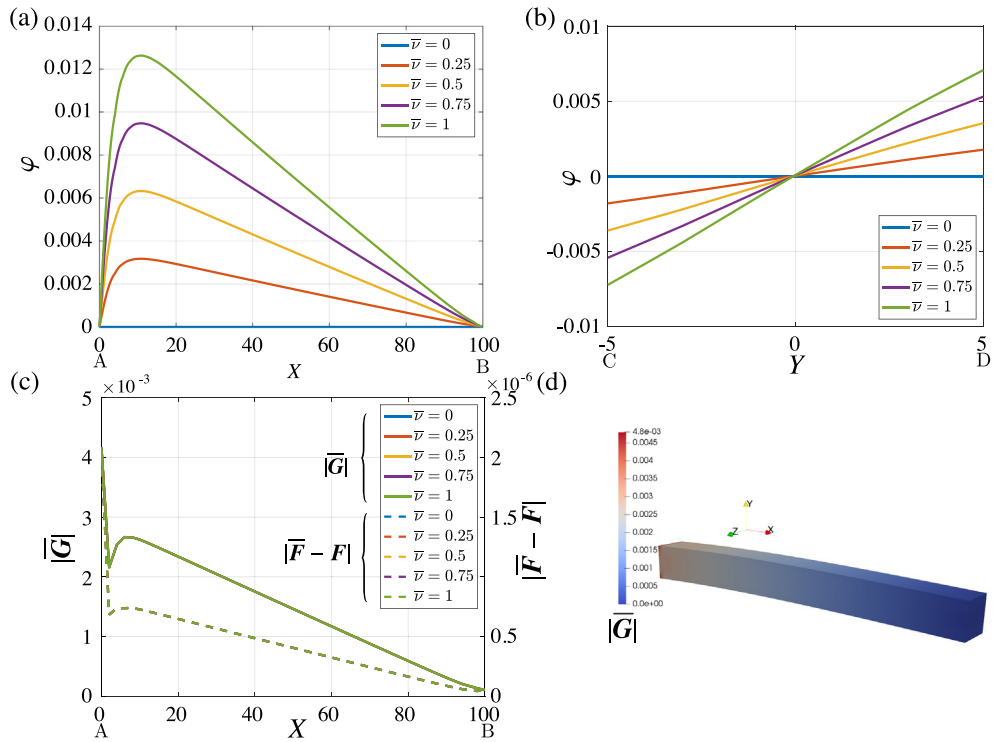 (a)
0.014
0.012
0.01
0.008
0.006
0.004
0.002
0
φ
0 20 40 60 80 100
A X B
ν̅ = 0
ν̅ = 0.25
ν̅ = 0.5
ν̅ = 0.75
ν̅ = 1
(b)
0.01
0.005
0
-0.005
-0.01
φ
-5 0 5
C Y D
ν̅ = 0
ν̅ = 0.25
ν̅ = 0.5
ν̅ = 0.75
ν̅ = 1
(c)
×10⁻³ ×10⁻⁶
5
4
3
2
1
0
|G̅|
2.5
2
1.5
1
0.5
0
|F̅ − F|
0 20 40 60 80 100
A X B
|G̅|
ν̅ = 0
ν̅ = 0.25
ν̅ = 0.5
ν̅ = 0.75
ν̅ = 1
|F̅ − F|
ν̅ = 0
ν̅ = 0.25
ν̅ = 0.5
ν̅ = 0.75
ν̅ = 1
(d)
4.8e-03
0.0045
0.004
0.0035
0.003
0.0025
0.002
0.0015
0.001
0.0005
0.0e+00
|G̅|
Y
Z X